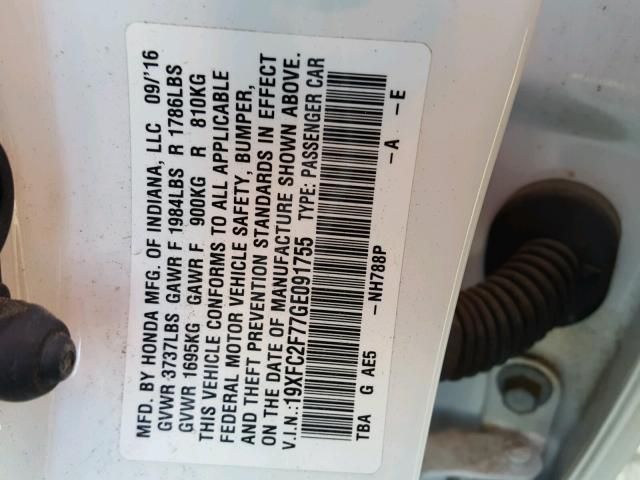 MFD. BY HONDA MFG. OF INDIANA, LLC 09/'16
GVWR 3737LBS GAWR F 1984LBS R 1786LBS
GVWR 1695KG GAWR F 900KG R 810KG
THIS VEHICLE CONFORMS TO ALL APPLICABLE
FEDERAL MOTOR VEHICLE SAFETY, BUMPER,
AND THEFT PREVENTION STANDARDS IN EFFECT
ON THE DATE OF MANUFACTURE SHOWN ABOVE.
V.I.N.:19XFC2F77GE091755 TYPE: PASSENGER CAR
TBA G AE5 -NH788P -A -E